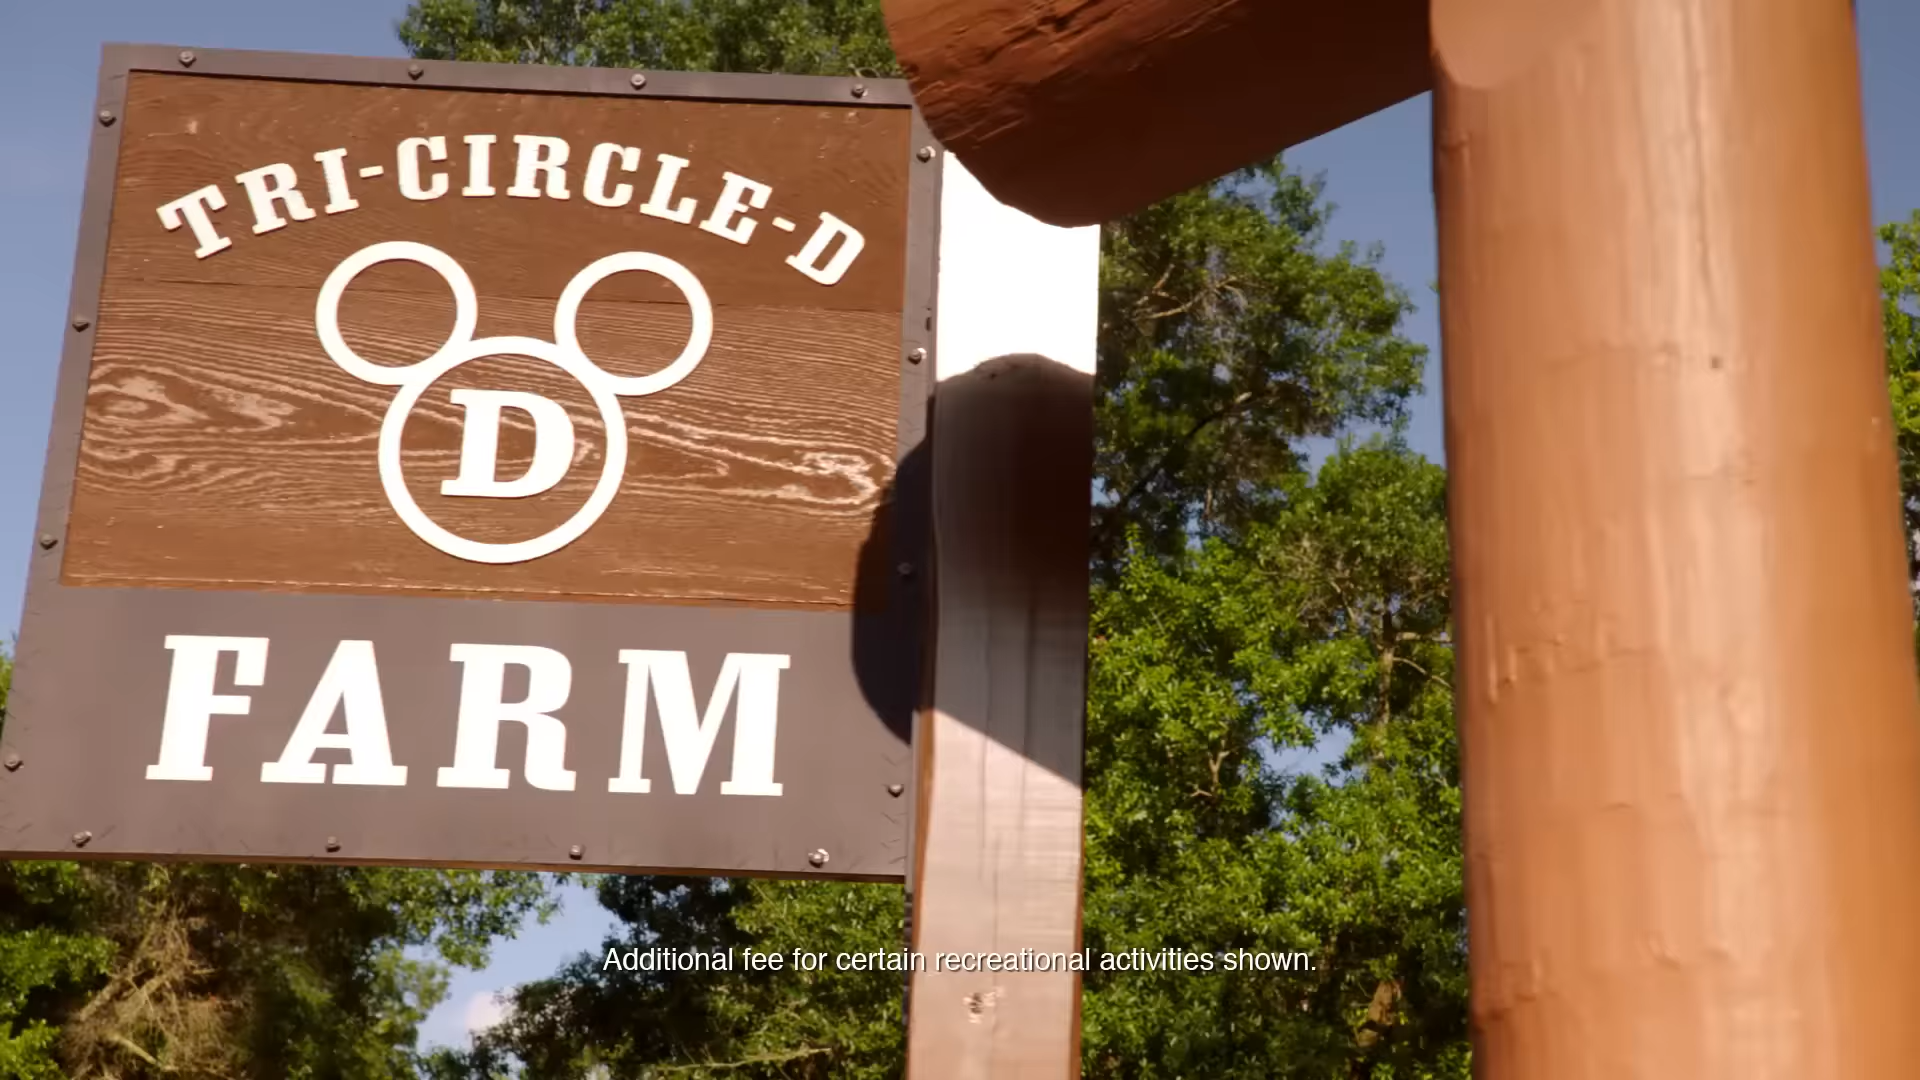 TRI-CIRCLE-D
D
FARM
Additional fee for certain recreational activities shown.